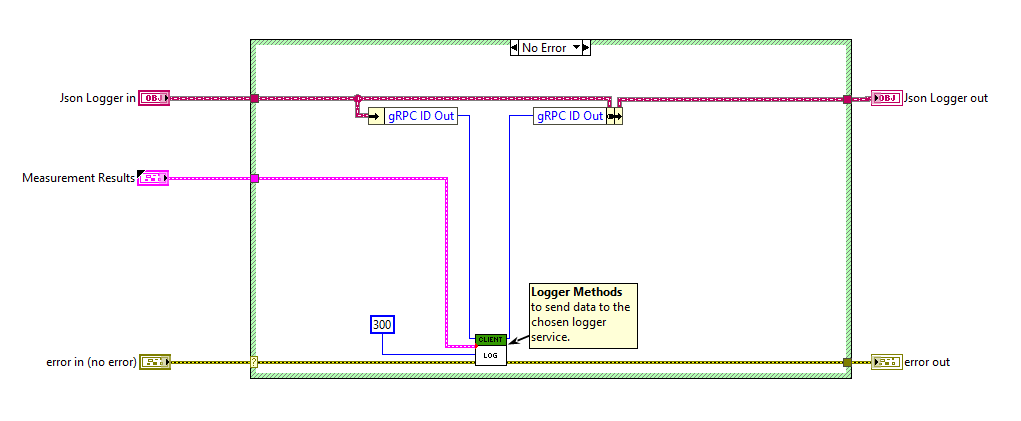 No Error
Json Logger in
OBJ
OBJ
Json Logger out
gRPC ID Out
gRPC ID Out
Measurement Results
Logger Methods
to send data to the
chosen logger
service.
300
CLIENT
LOG
error in (no error)
?
error out